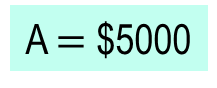 A = $5000